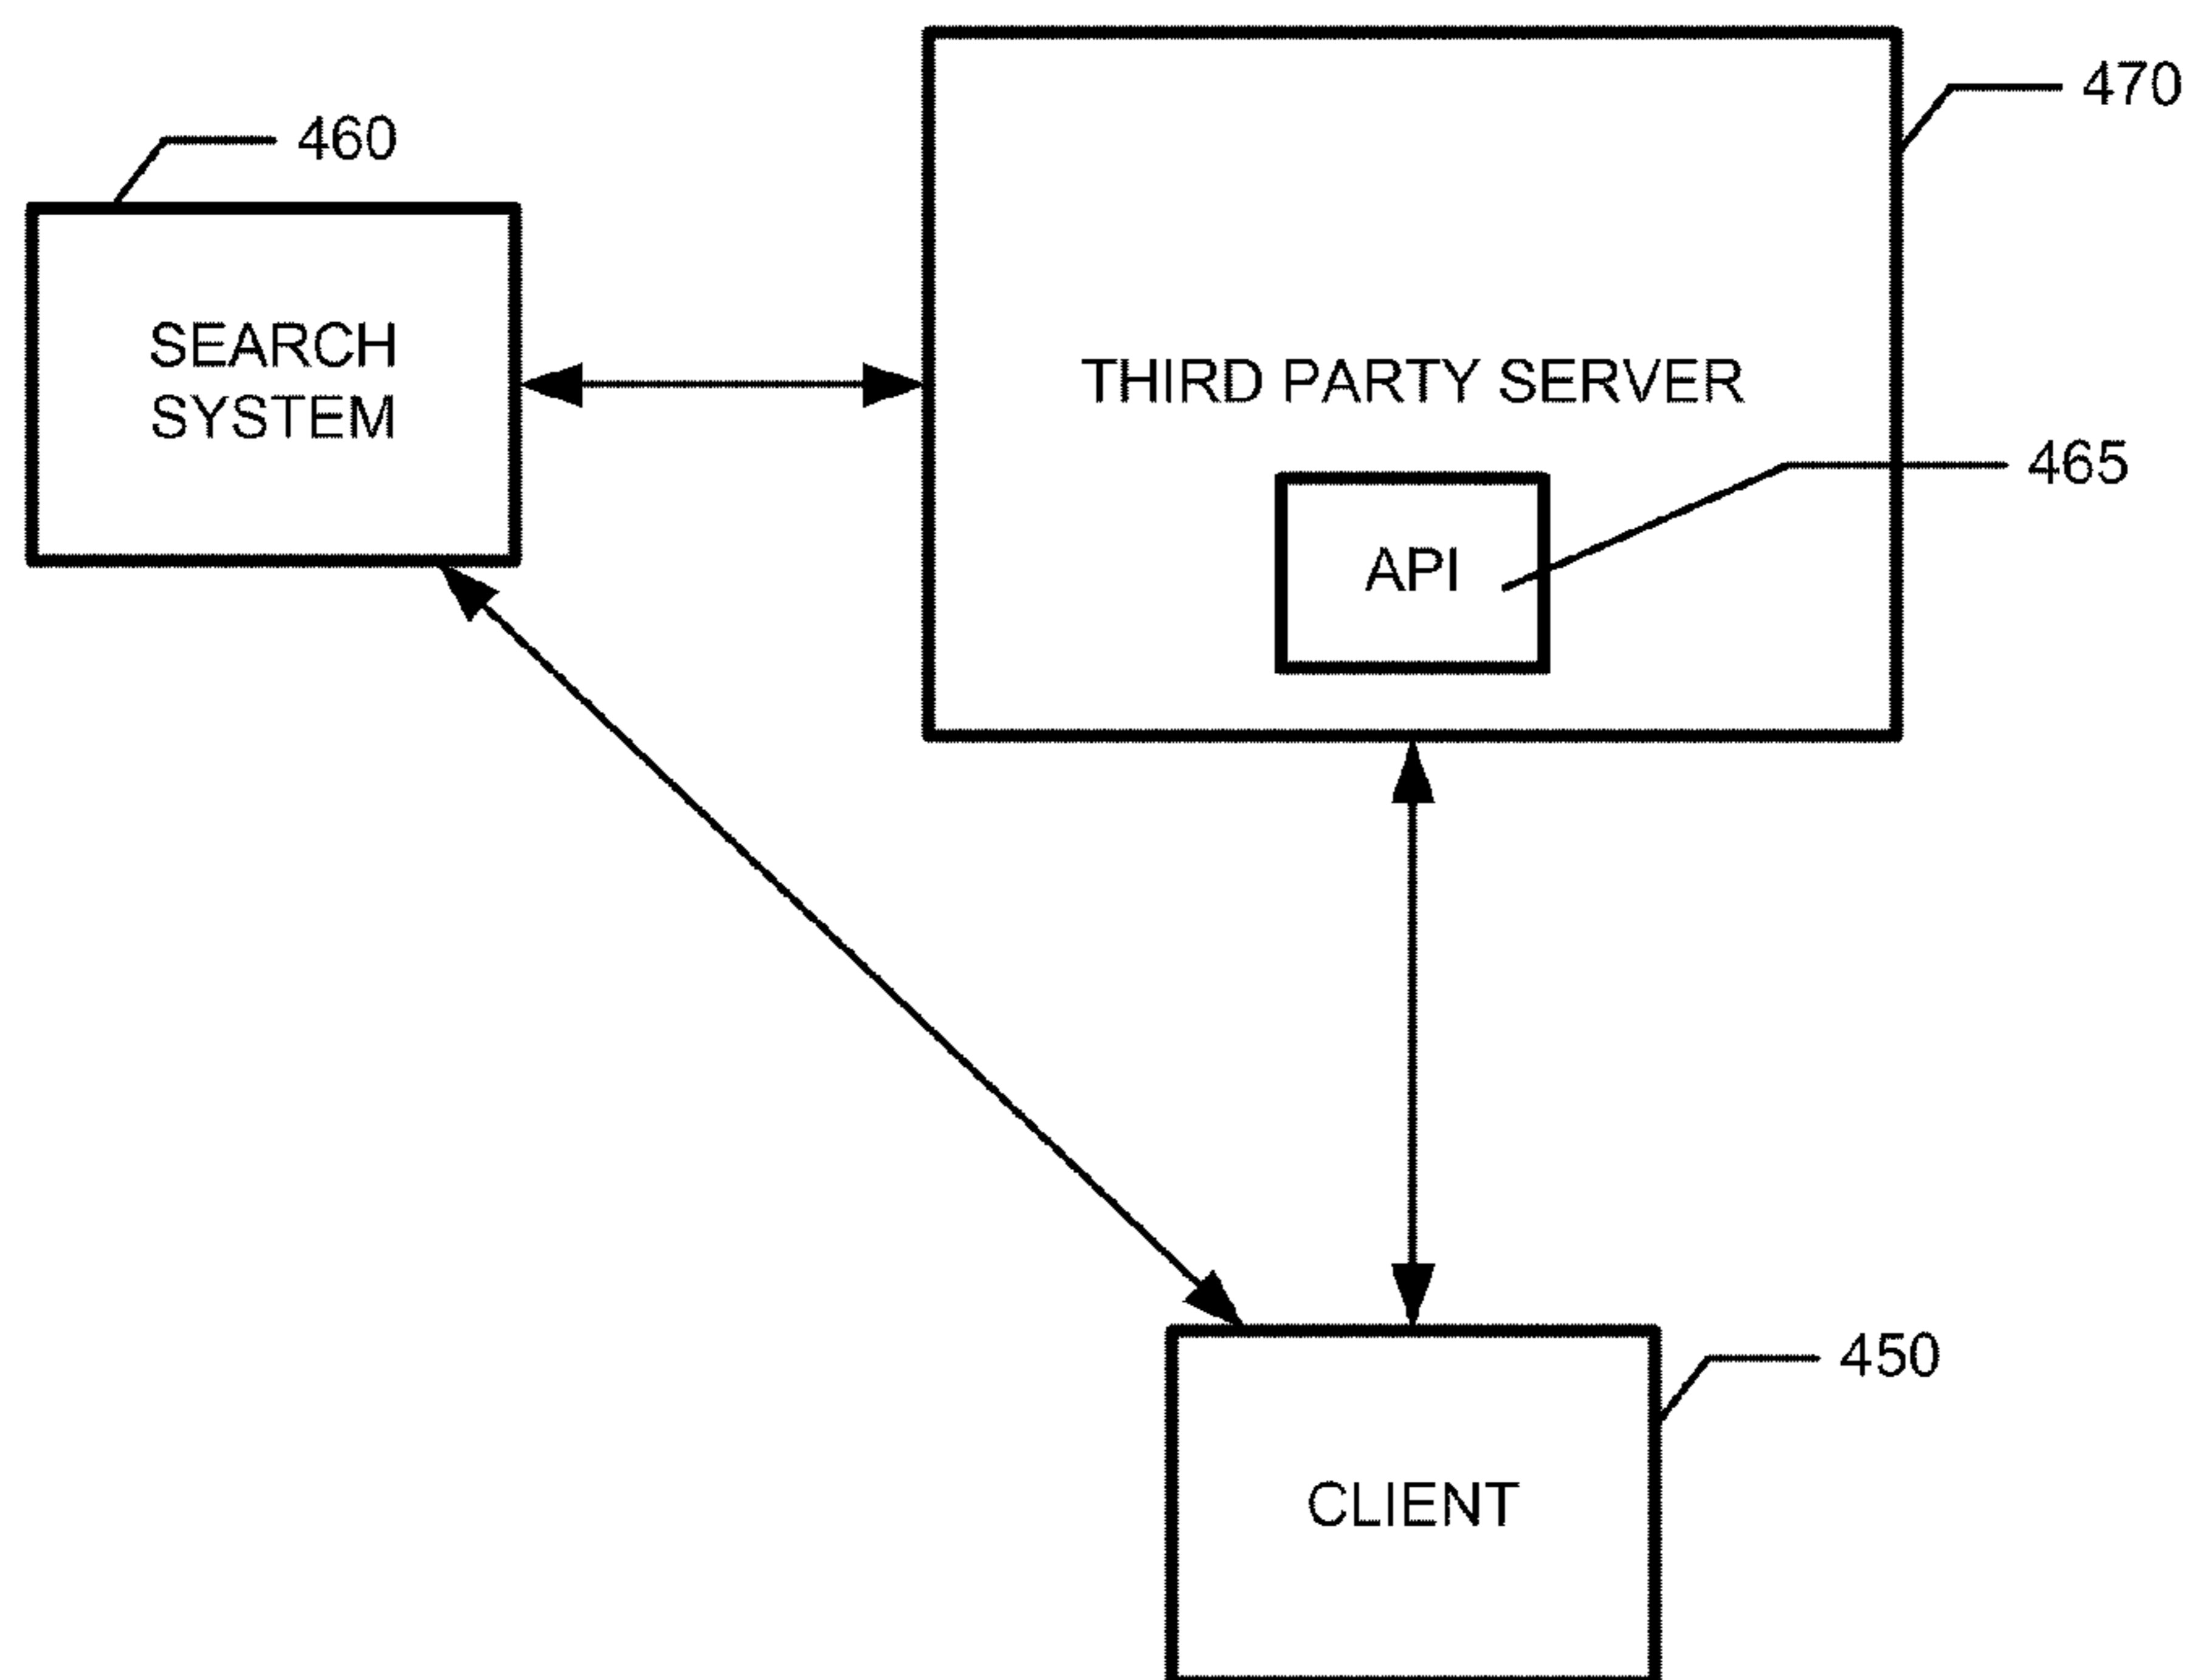 470
460
SEARCH
SYSTEM
THIRD PARTY SERVER
465
API
450
CLIENT